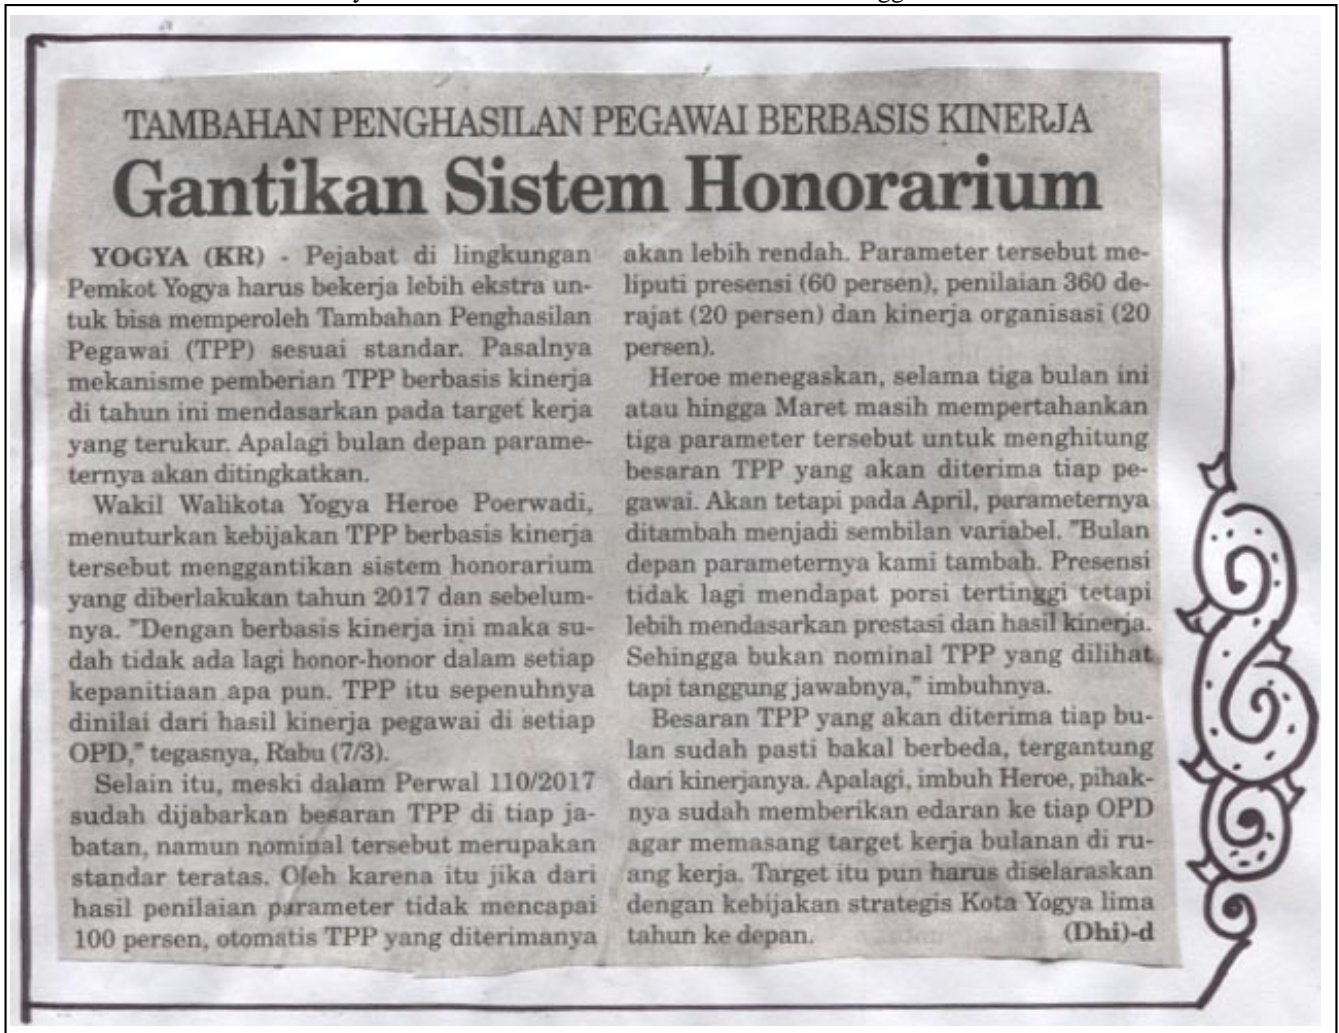 TAMBAHAN PENGHASILAN PEGAWAI BERBASIS KINERJA
Gantikan Sistem Honorarium
YOGYA (KR) - Pejabat di lingkungan
Pemkot Yogya harus bekerja lebih ekstra un-
tuk bisa memperoleh Tambahan Penghasilan
Pegawai (TPP) sesuai standar. Pasalnya
mekanisme pemberian TPP berbasis kinerja
di tahun ini mendasarkan pada target kerja
yang terukur. Apalagi bulan depan parame-
ternya akan ditingkatkan.
Wakil Walikota Yogya Heroe Poerwadi,
menuturkan kebijakan TPP berbasis kinerja
tersebut menggantikan sistem honorarium
yang diberlakukan tahun 2017 dan sebelum-
nya. "Dengan berbasis kinerja ini maka su-
dah tidak ada lagi honor-honor dalam setiap
kepanitiaan apa pun. TPP itu sepenuhnya
dinilai dari hasil kinerja pegawai di setiap
OPD," tegasnya, Rabu (7/3).
Selain itu, meski dalam Perwal 110/2017
sudah dijabarkan besaran TPP di tiap ja-
batan, namun nominal tersebut merupakan
standar teratas. Oleh karena itu jika dari
hasil penilaian parameter tidak mencapai
100 persen, otomatis TPP yang diterimanya
akan lebih rendah. Parameter tersebut me-
liputi presensi (60 persen), penilaian 360 de-
rajat (20 persen) dan kinerja organisasi (20
persen).
Heroe menegaskan, selama tiga bulan ini
atau hingga Maret masih mempertahankan
tiga parameter tersebut untuk menghitung
besaran TPP yang akan diterima tiap pe-
gawai. Akan tetapi pada April, parameternya
ditambah menjadi sembilan variabel. "Bulan
depan parameternya kami tambah. Presensi
tidak lagi mendapat porsi tertinggi tetapi
lebih mendasarkan prestasi dan hasil kinerja.
Sehingga bukan nominal TPP yang dilihat
tapi tanggung jawabnya," imbuhnya.
Besaran TPP yang akan diterima tiap bu-
lan sudah pasti bakal berbeda, tergantung
dari kinerjanya. Apalagi, imbuh Heroe, pihak-
nya sudah memberikan edaran ke tiap OPD
agar memasang target kerja bulanan di ru-
ang kerja. Target itu pun harus diselaraskan
dengan kebijakan strategis Kota Yogya lima
tahun ke depan. (Dhi)-d